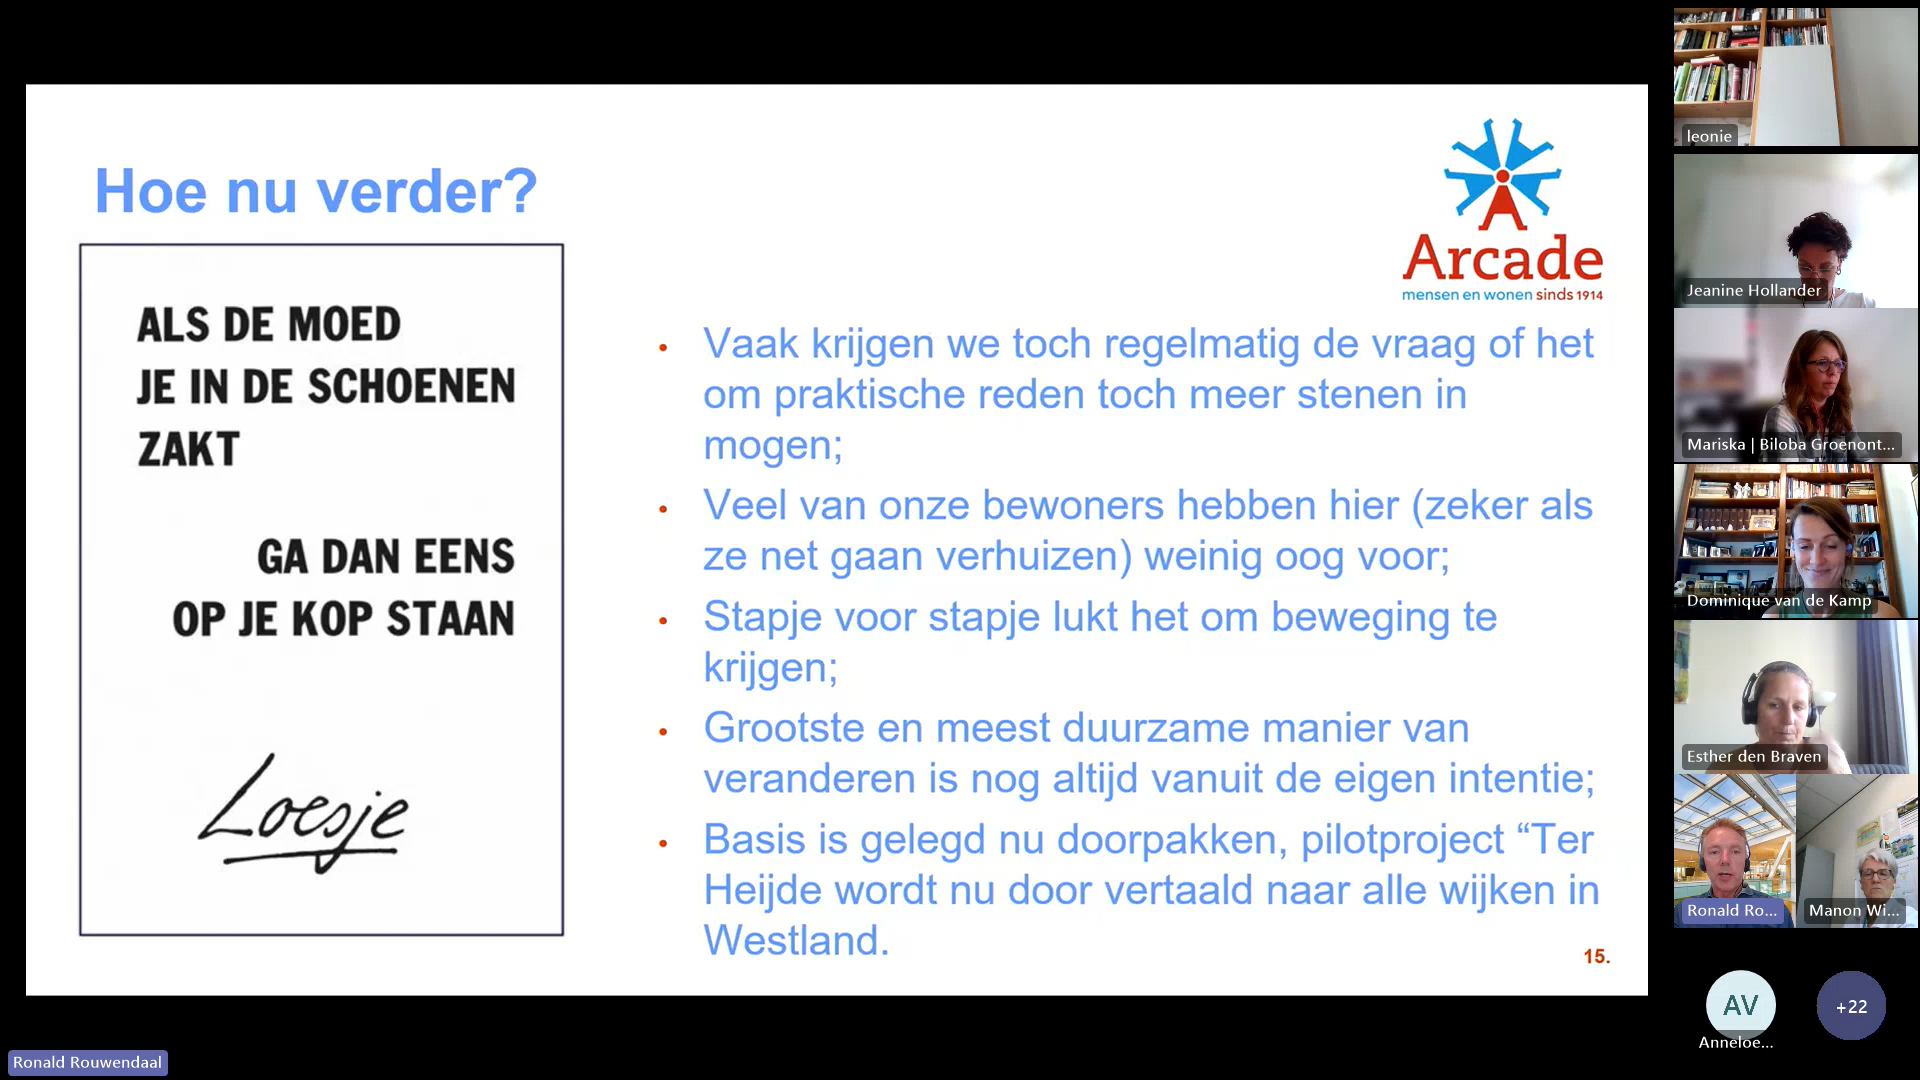 Hoe nu verder?
ALS DE MOED
JE IN DE SCHOENEN
ZAKT
GA DAN EENS
OP JE KOP STAAN
Loesje
Arcade
mensen en wonen sinds 1914
Vaak krijgen we toch regelmatig de vraag of het
om praktische reden toch meer stenen in
mogen;
Veel van onze bewoners hebben hier (zeker als
ze net gaan verhuizen) weinig oog voor;
Stapje voor stapje lukt het om beweging te
krijgen;
Grootste en meest duurzame manier van
veranderen is nog altijd vanuit de eigen intentie;
Basis is gelegd nu doorpakken, pilotproject “Ter
Heijde wordt nu door vertaald naar alle wijken in
Westland.
15.
Ronald Rouwendaal
leonie
Jeanine Hollander
Mariska | Biloba Groenont...
Dominique van de Kamp
Esther den Braven
Ronald Ro...
Manon Wi...
AV
Anneloe...
+22